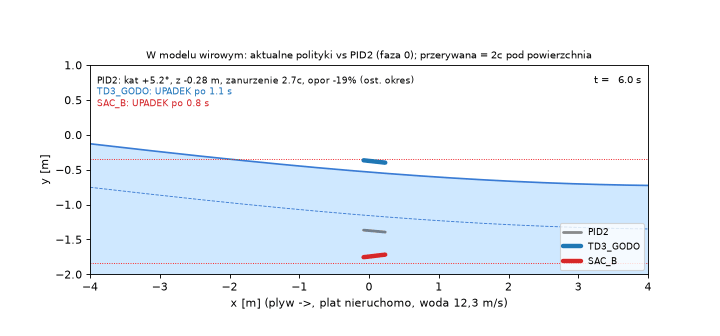 W modelu wirowym: aktualne polityki vs PID2 (faza 0); przerywana = 2c pod powierzchnia
PID2: kat +5.2°, z -0.28 m, zanurzenie 2.7c, opor -19% (ost. okres)
t =   6.0 s
TD3_GODO: UPADEK po 1.1 s
SAC_B: UPADEK po 0.8 s
1.0
0.5
0.0
−0.5
−1.0
−1.5
−2.0
y [m]
PID2
TD3_GODO
SAC_B
−4
−3
−2
−1
0
1
2
3
4
x [m] (plyw ->, plat nieruchomo, woda 12,3 m/s)